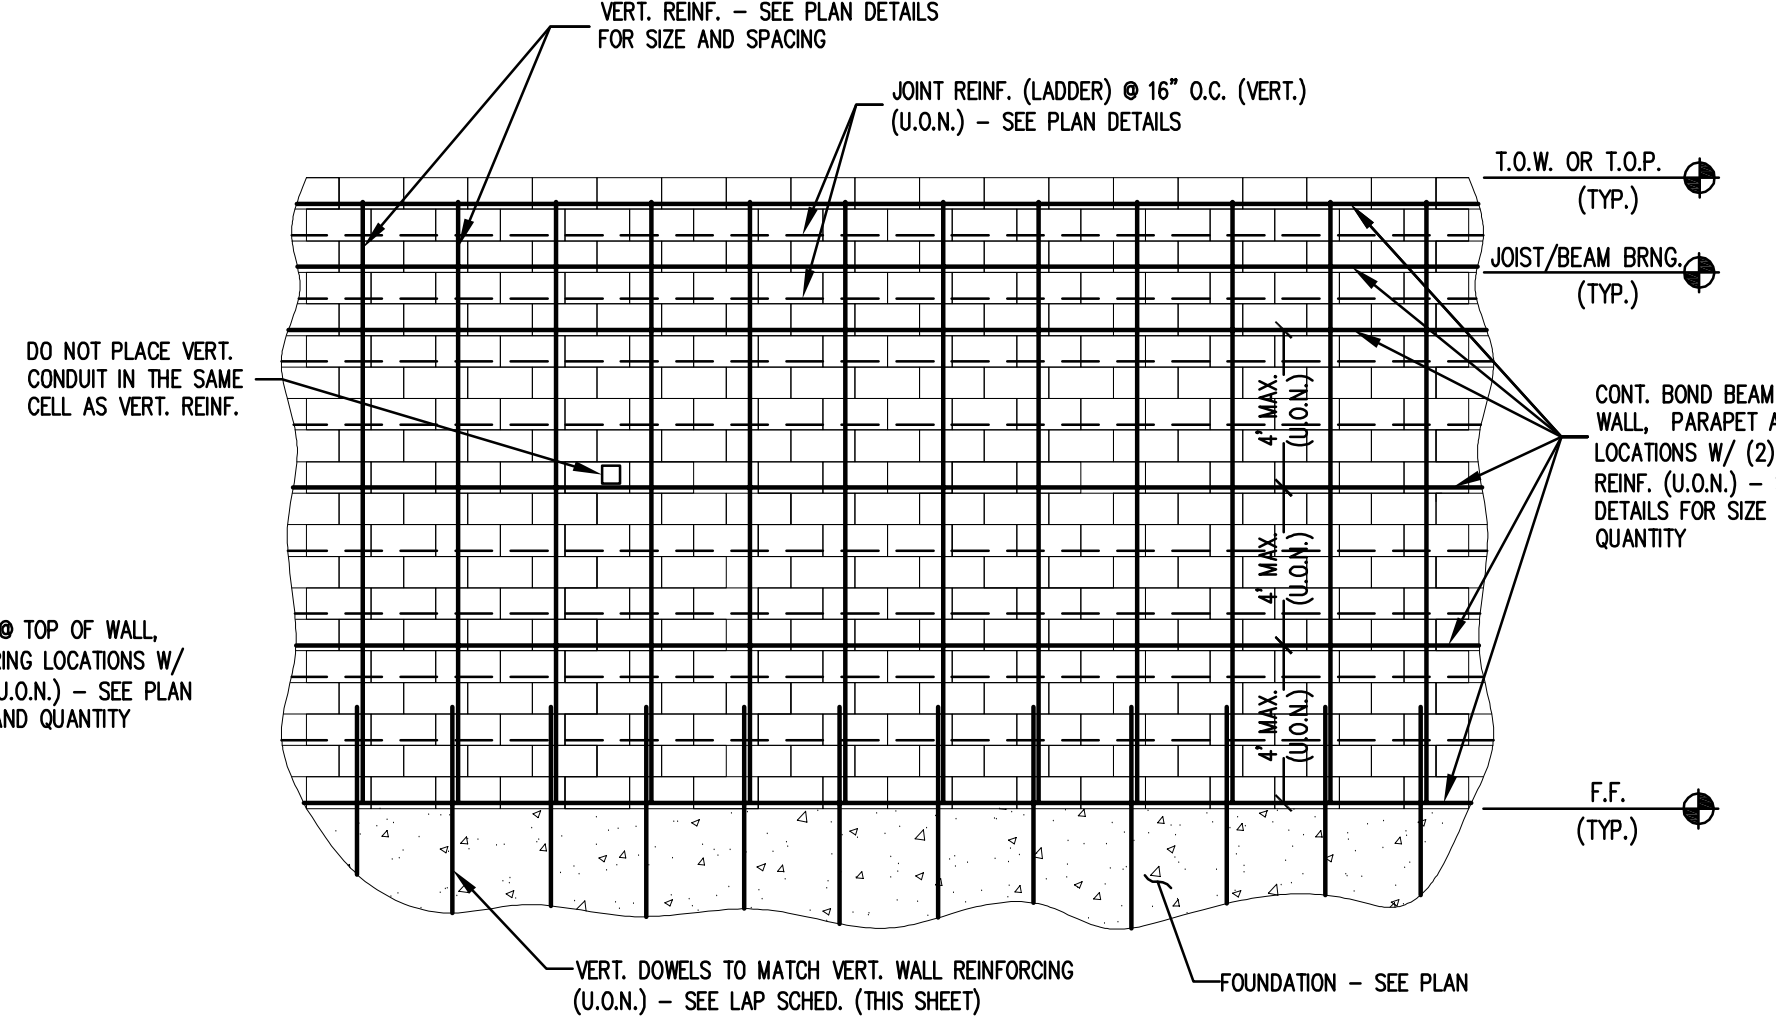 VERT. REINF. – SEE PLAN DETAILS
FOR SIZE AND SPACING
JOINT REINF. (LADDER) @ 16" O.C. (VERT.)
(U.O.N.) – SEE PLAN DETAILS
T.O.W. OR T.O.P.
(TYP.)
JOIST/BEAM BRNG.
(TYP.)
DO NOT PLACE VERT.
CONDUIT IN THE SAME
CELL AS VERT. REINF.
4' MAX.
(U.O.N.)
CONT. BOND BEAM
WALL, PARAPET A
LOCATIONS W/ (2)
REINF. (U.O.N.) –
DETAILS FOR SIZE
QUANTITY
4' MAX.
(U.O.N.)
@ TOP OF WALL,
RING LOCATIONS W/
U.O.N.) – SEE PLAN
AND QUANTITY
4' MAX.
(U.O.N.)
F.F.
(TYP.)
VERT. DOWELS TO MATCH VERT. WALL REINFORCING
(U.O.N.) – SEE LAP SCHED. (THIS SHEET)
FOUNDATION – SEE PLAN